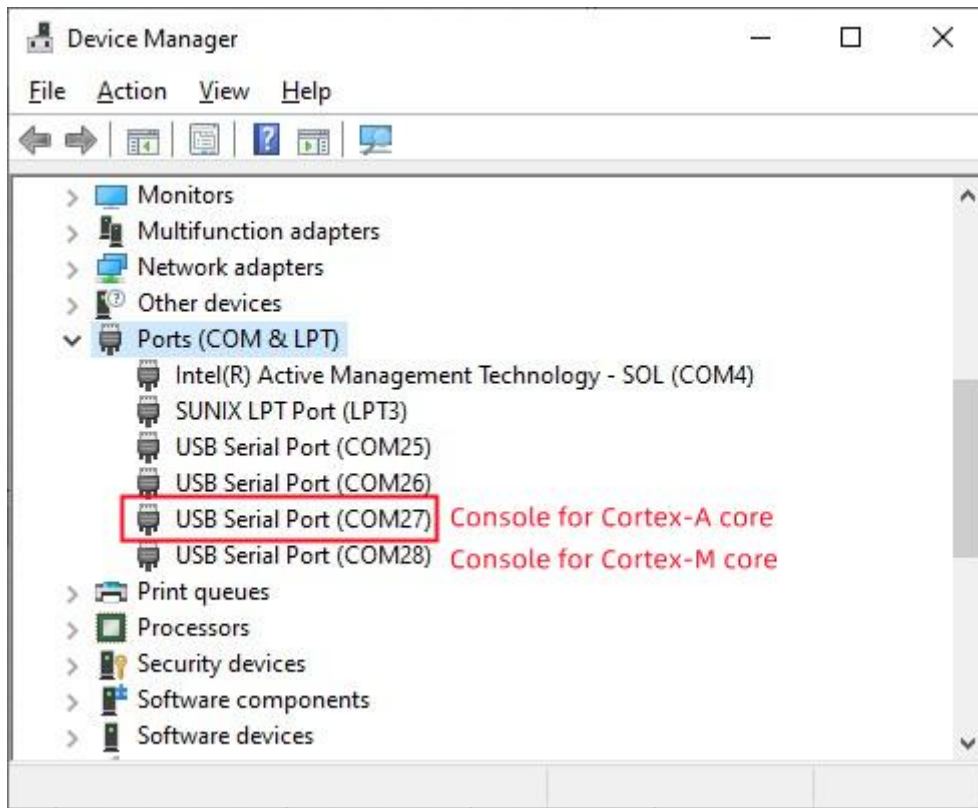 Device Manager
File Action View Help
Monitors
Multifunction adapters
Network adapters
Other devices
Ports (COM & LPT)
Intel(R) Active Management Technology - SOL (COM4)
SUNIX LPT Port (LPT3)
USB Serial Port (COM25)
USB Serial Port (COM26)
USB Serial Port (COM27) Console for Cortex-A core
USB Serial Port (COM28) Console for Cortex-M core
Print queues
Processors
Security devices
Software components
Software devices